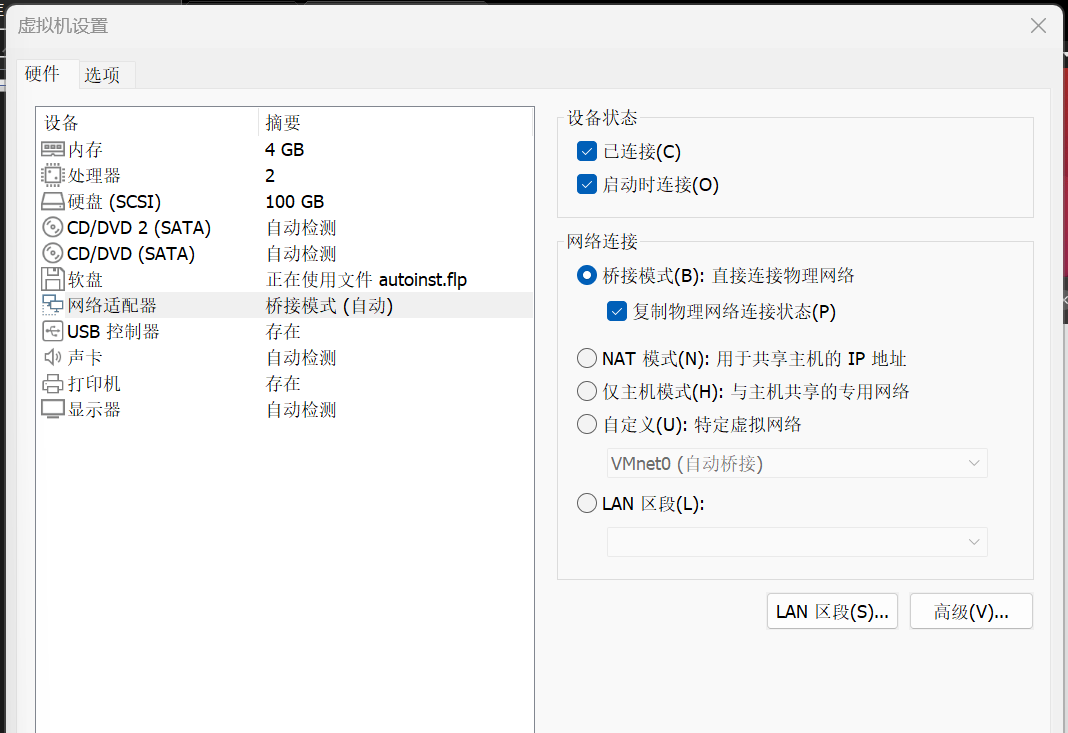 虚拟机设置
硬件 选项
设备 摘要
内存 4 GB
处理器 2
硬盘 (SCSI) 100 GB
CD/DVD 2 (SATA) 自动检测
CD/DVD (SATA) 自动检测
软盘 正在使用文件 autoinst.flp
网络适配器 桥接模式 (自动)
USB 控制器 存在
声卡 自动检测
打印机 存在
显示器 自动检测
设备状态
已连接(C)
启动时连接(O)
网络连接
桥接模式(B): 直接连接物理网络
复制物理网络连接状态(P)
NAT 模式(N): 用于共享主机的 IP 地址
仅主机模式(H): 与主机共享的专用网络
自定义(U): 特定虚拟网络
VMnet0 (自动桥接)
LAN 区段(L):
LAN 区段(S)... 高级(V)...